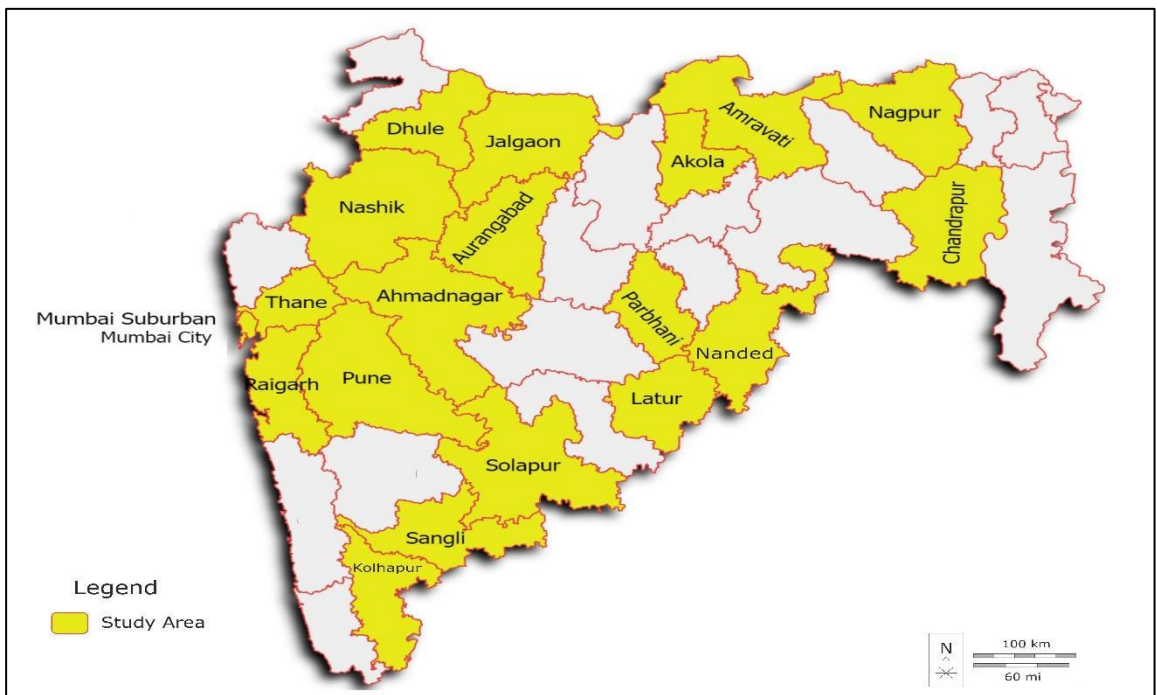 Nagpur
Amravati
Dhule
Jalgaon
Akola
Nashik
Aurangabad
Chandrapur
Thane
Ahmadnagar
Parbhani
Mumbai Suburban
Mumbai City
Nanded
Raigarh
Pune
Latur
Solapur
Sangli
Kolhapur
Legend
Study Area
N
100 km
60 mi